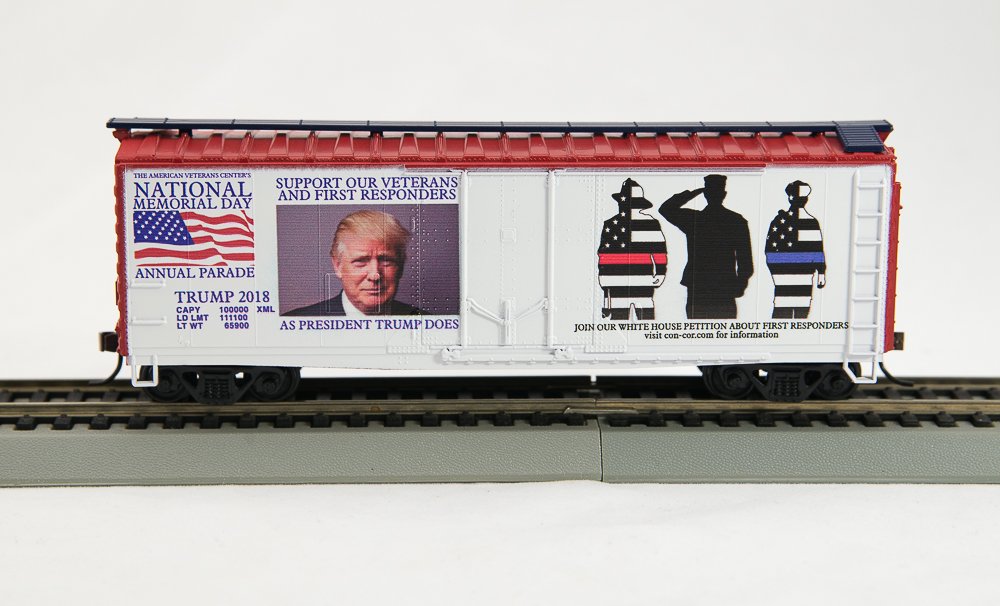 THE AMERICAN VETERANS CENTER'S
NATIONAL
MEMORIAL DAY
ANNUAL PARADE
TRUMP 2018
CAPY 100000 XML
LD LMT 111100
LT WT 65900
SUPPORT OUR VETERANS
AND FIRST RESPONDERS
AS PRESIDENT TRUMP DOES
JOIN OUR WHITE HOUSE PETITION ABOUT FIRST RESPONDERS
visit con-cor.com for information